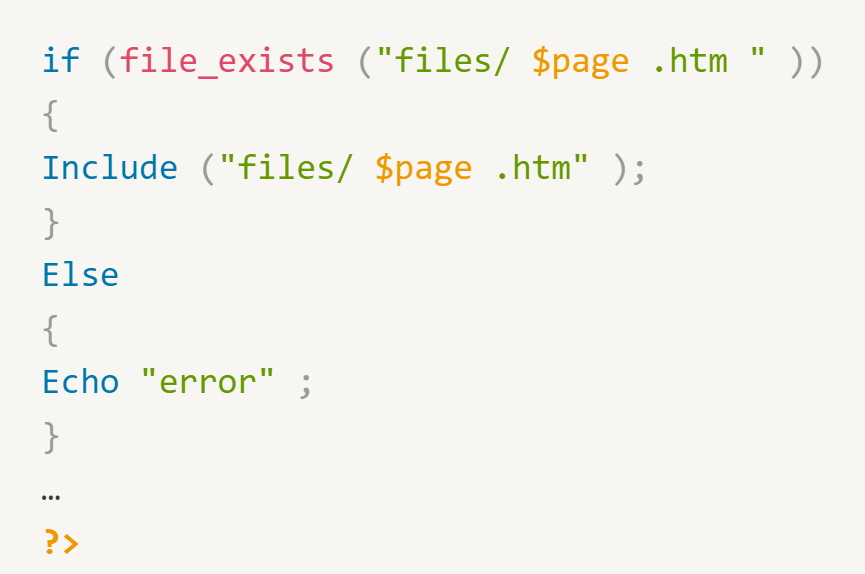 if (file_exists ("files/ $page .htm " ))
{
Include ("files/ $page .htm" );
}
Else
{
Echo "error" ;
}
…
?>